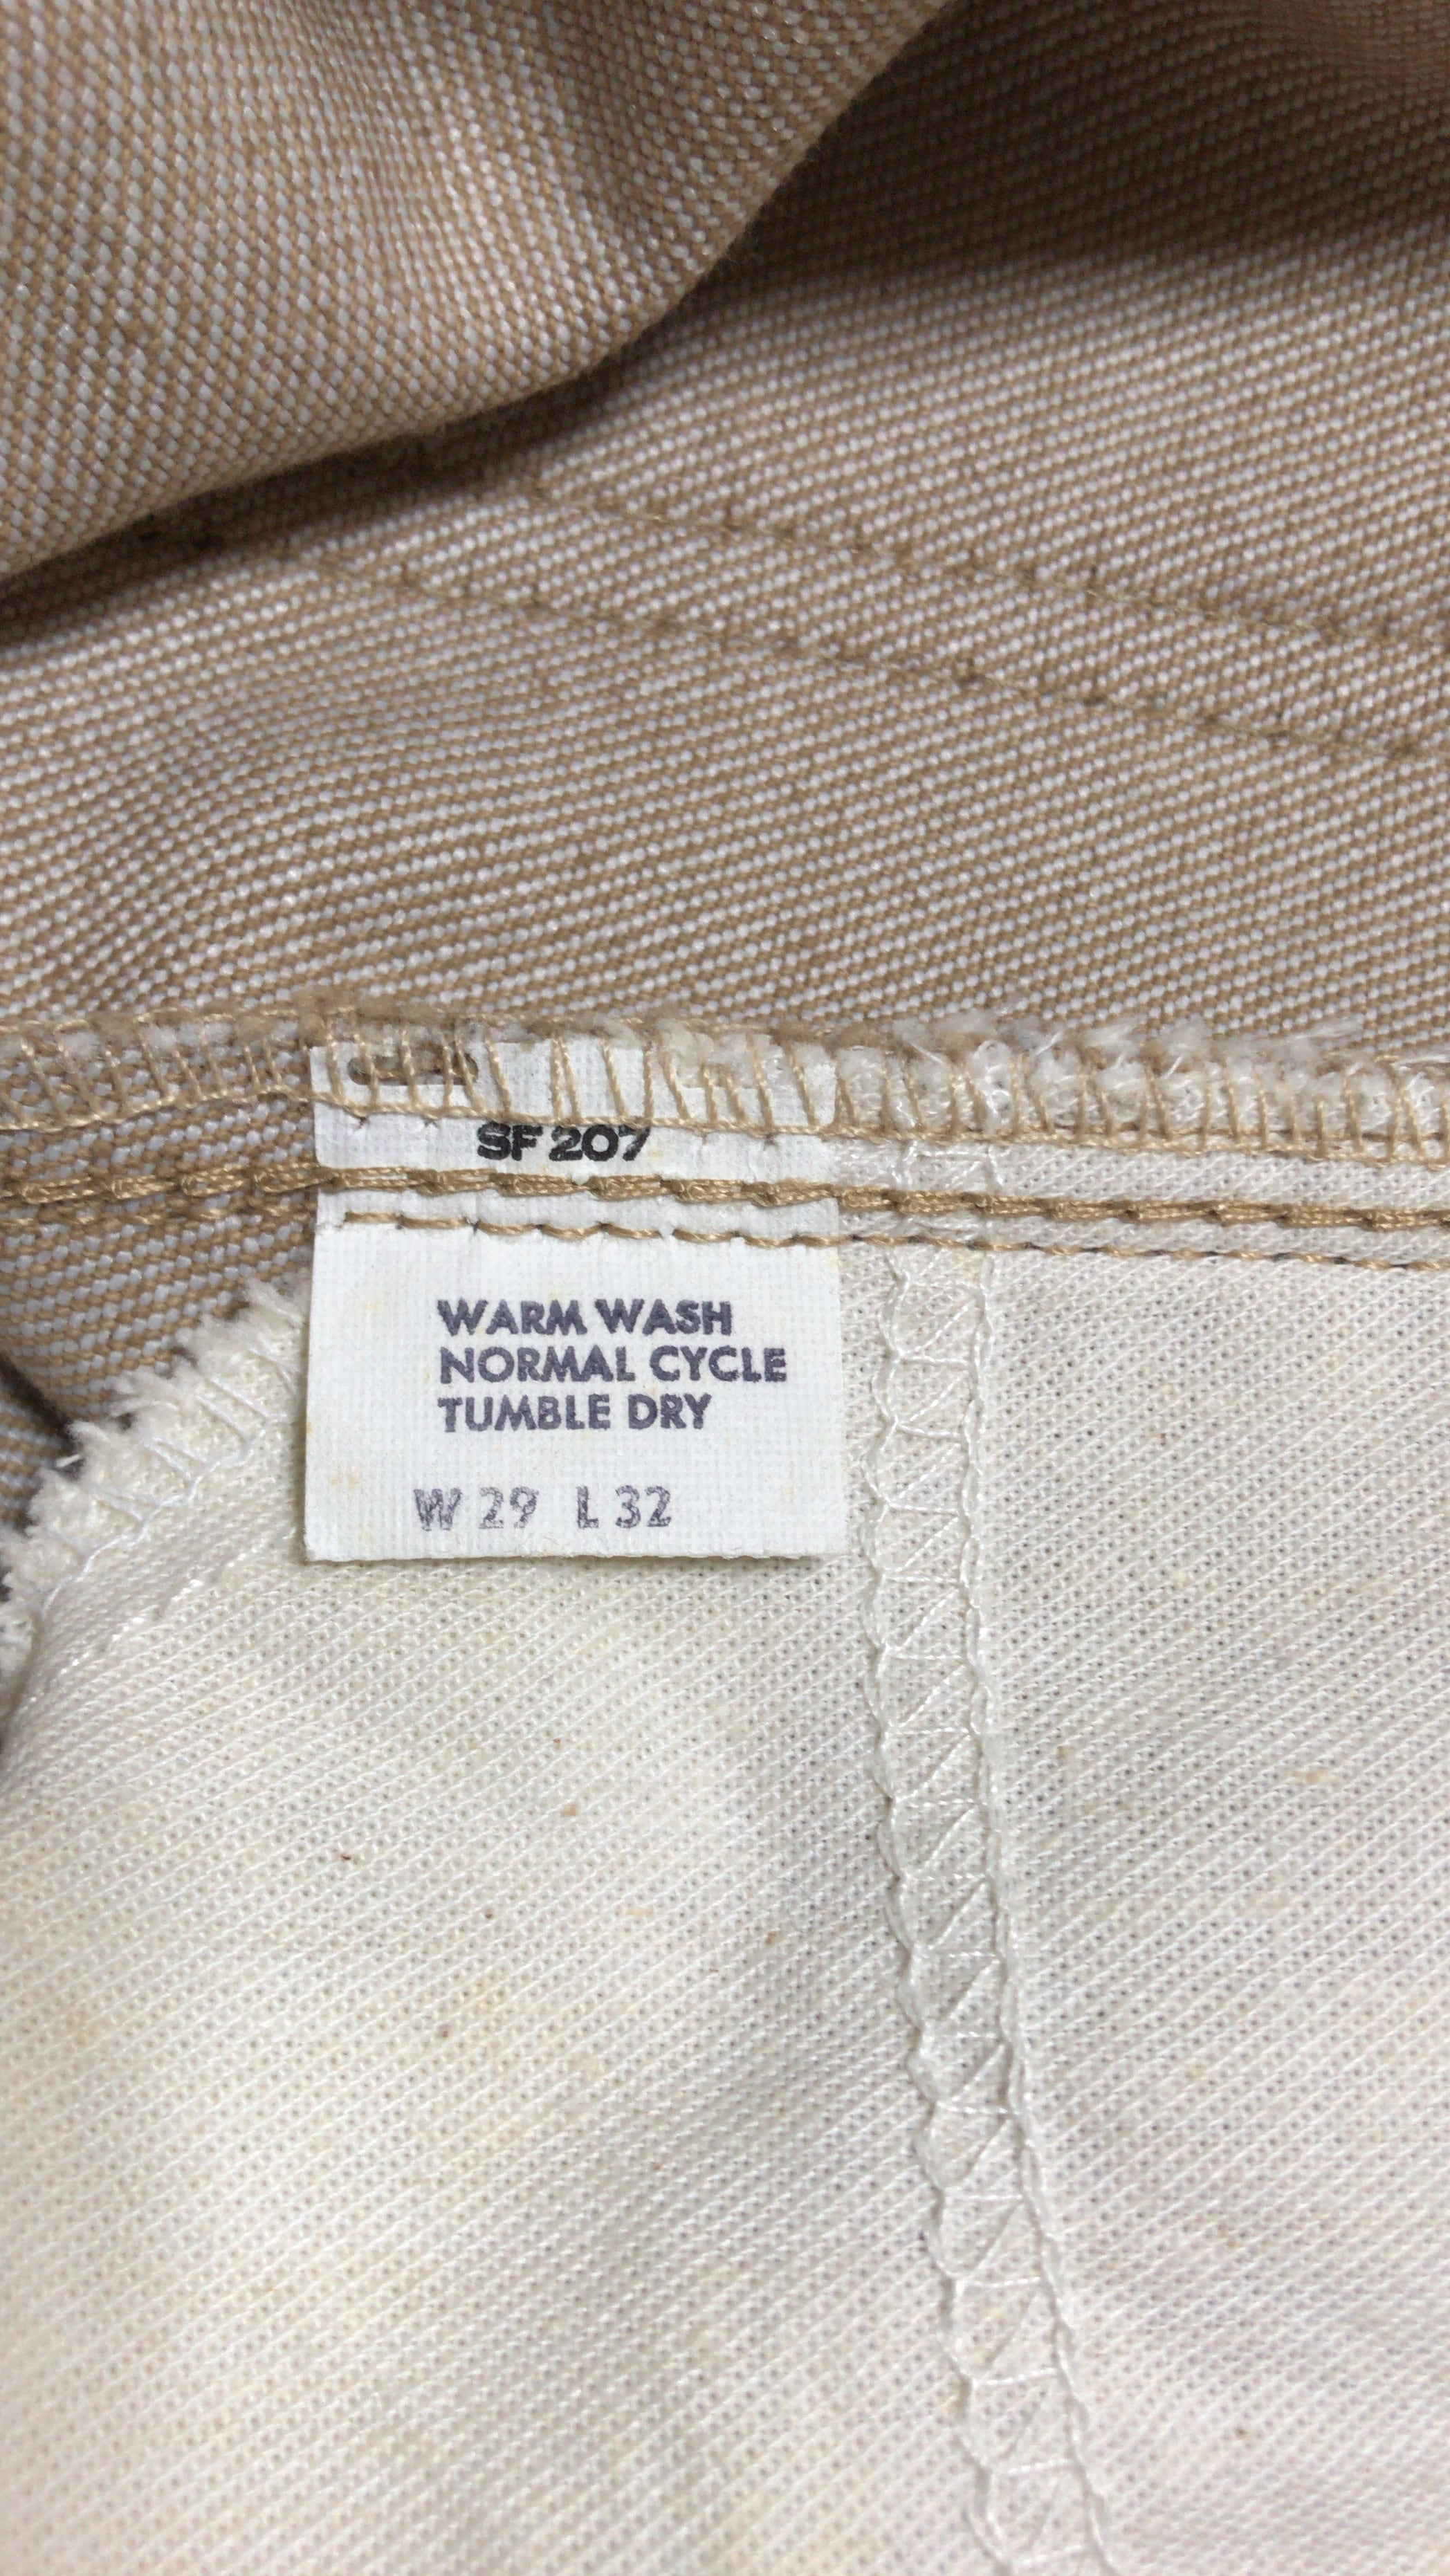 SF 207
WARM WASH
NORMAL CYCLE
TUMBLE DRY
W 29 L 32